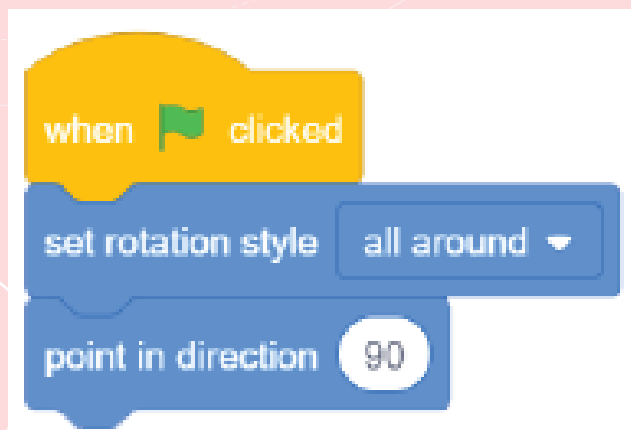 when clicked
set rotation style all around
point in direction 90